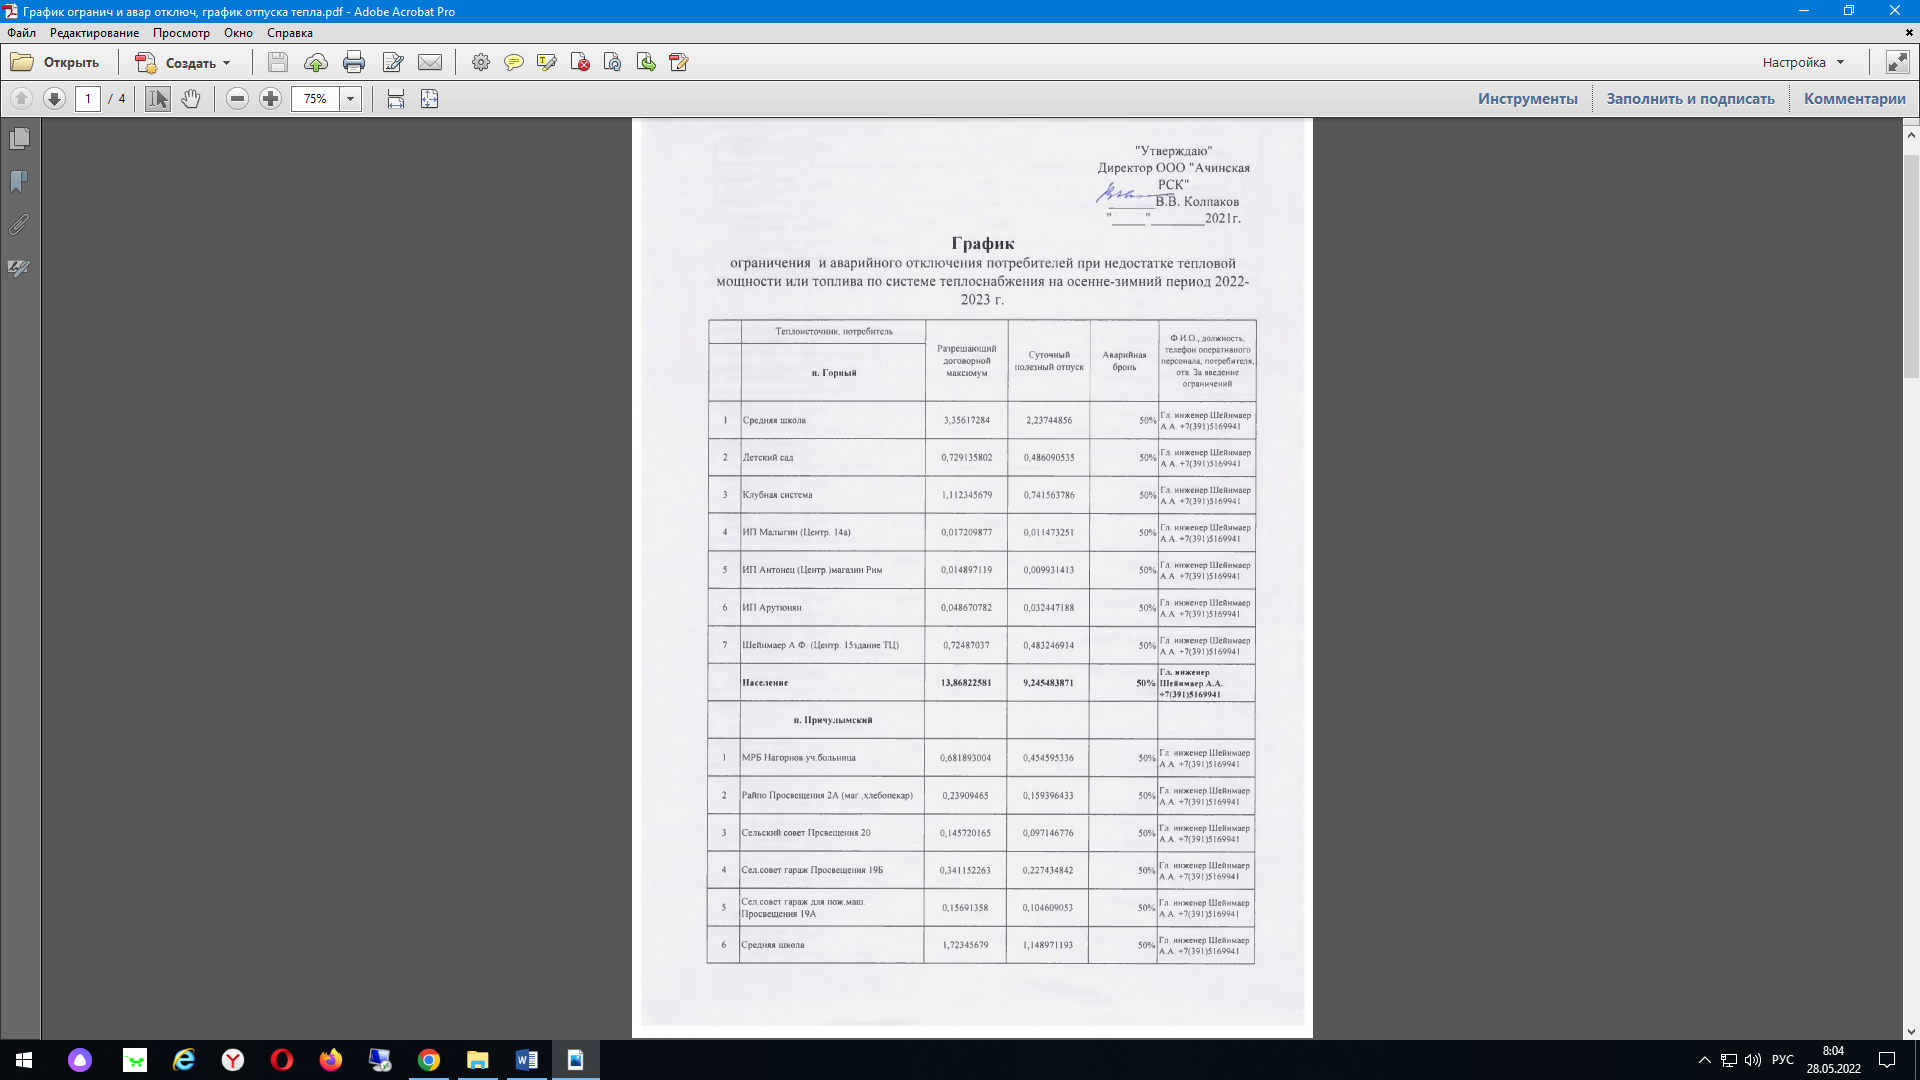 График огранич и авар отключ, график отпуска тепла.pdf - Adobe Acrobat Pro
Файл Редактирование Просмотр Окно Справка
Открыть Создать Настройка
1 / 4 75% Инструменты Заполнить и подписать Комментарии
"Утверждаю"
Директор ООО "Ачинская
РСК"
_______В.В. Колпаков
"_____" ________2021г.
График
ограничения и аварийного отключения потребителей при недостатке тепловой
мощности или топлива по системе теплоснабжения на осенне-зимний период 2022-
2023 г.
Теплоисточник, потребитель
п. Горный
Разрешающий
договорной
максимум
Суточный
полезный отпуск
Аварийная
бронь
Ф.И.О., должность,
телефон оперативного
персонала, потребителя,
отв. За введение
ограничений
1 Средняя школа 3,35617284 2,23744856 50% Гл. инженер Шейнмаер
А.А. +7(391)5169941
2 Детский сад 0,729135802 0,486090535 50% Гл. инженер Шейнмаер
А.А. +7(391)5169941
3 Клубная система 1,112345679 0,741563786 50% Гл. инженер Шейнмаер
А.А. +7(391)5169941
4 ИП Малыгин (Центр. 14а) 0,017209877 0,011473251 50% Гл. инженер Шейнмаер
А.А. +7(391)5169941
5 ИП Антонец (Центр.)магазин Рим 0,014897119 0,009931413 50% Гл. инженер Шейнмаер
А.А. +7(391)5169941
6 ИП Арутюнян 0,048670782 0,032447188 50% Гл. инженер Шейнмаер
А.А. +7(391)5169941
7 Шейнмаер А.Ф. (Центр. 15здание ТЦ) 0,72487037 0,483246914 50% Гл. инженер Шейнмаер
А.А. +7(391)5169941
Население 13,86822581 9,245483871 50% Гл. инженер
Шейнмаер А.А.
+7(391)5169941
п. Причулымский
1 МРБ Нагорнов.уч.больница 0,681893004 0,454595336 50% Гл. инженер Шейнмаер
А.А. +7(391)5169941
2 Райпо Просвещения 2А (маг.,хлебопекар) 0,23909465 0,159396433 50% Гл. инженер Шейнмаер
А.А. +7(391)5169941
3 Сельский совет Прсвещения 20 0,145720165 0,097146776 50% Гл. инженер Шейнмаер
А.А. +7(391)5169941
4 Сел.совет гараж Просвещения 19Б 0,341152263 0,227434842 50% Гл. инженер Шейнмаер
А.А. +7(391)5169941
5 Сел.совет гараж для пож.маш.
Просвещения 19А 0,15691358 0,104609053 50% Гл. инженер Шейнмаер
А.А. +7(391)5169941
6 Средняя школа 1,72345679 1,148971193 50% Гл. инженер Шейнмаер
А.А. +7(391)5169941
РУС 8:04
28.05.2022